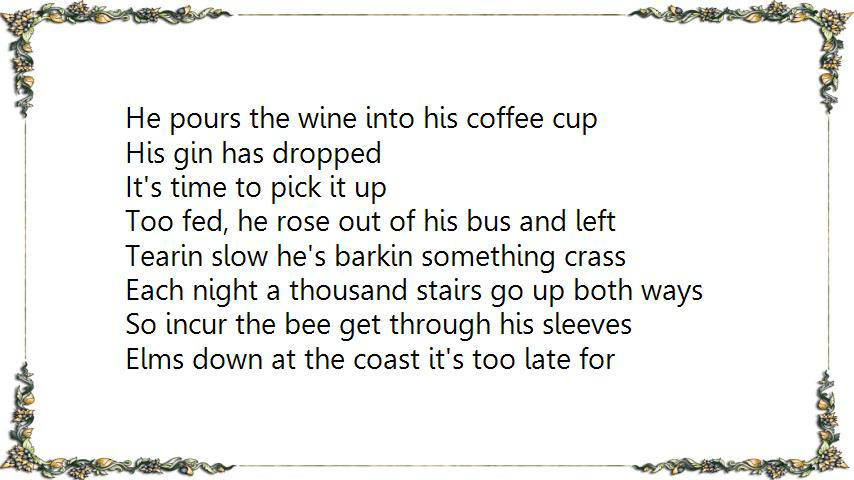 He pours the wine into his coffee cup
His gin has dropped
It's time to pick it up
Too fed, he rose out of his bus and left
Tearin slow he's barkin something crass
Each night a thousand stairs go up both ways
So incur the bee get through his sleeves
Elms down at the coast it's too late for